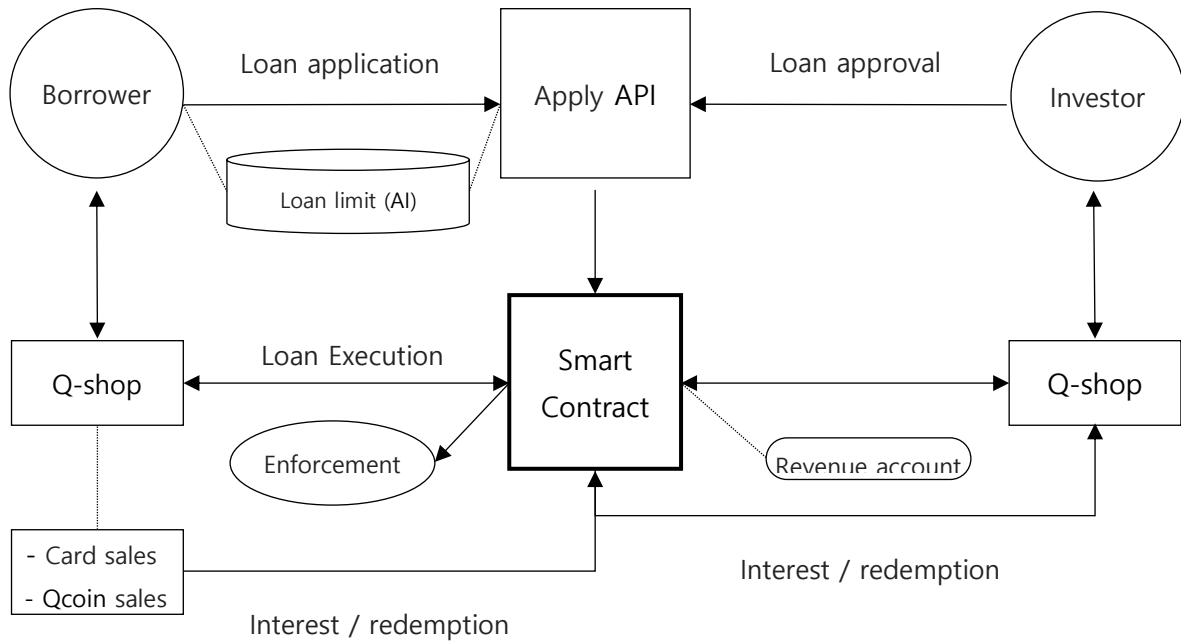 Loan application
Loan approval
Borrower
Apply API
Investor
Loan limit (AI)
Loan Execution
Smart
Contract
Q-shop
Q-shop
Enforcement
Revenue account
- Card sales
- Qcoin sales
Interest / redemption
Interest / redemption